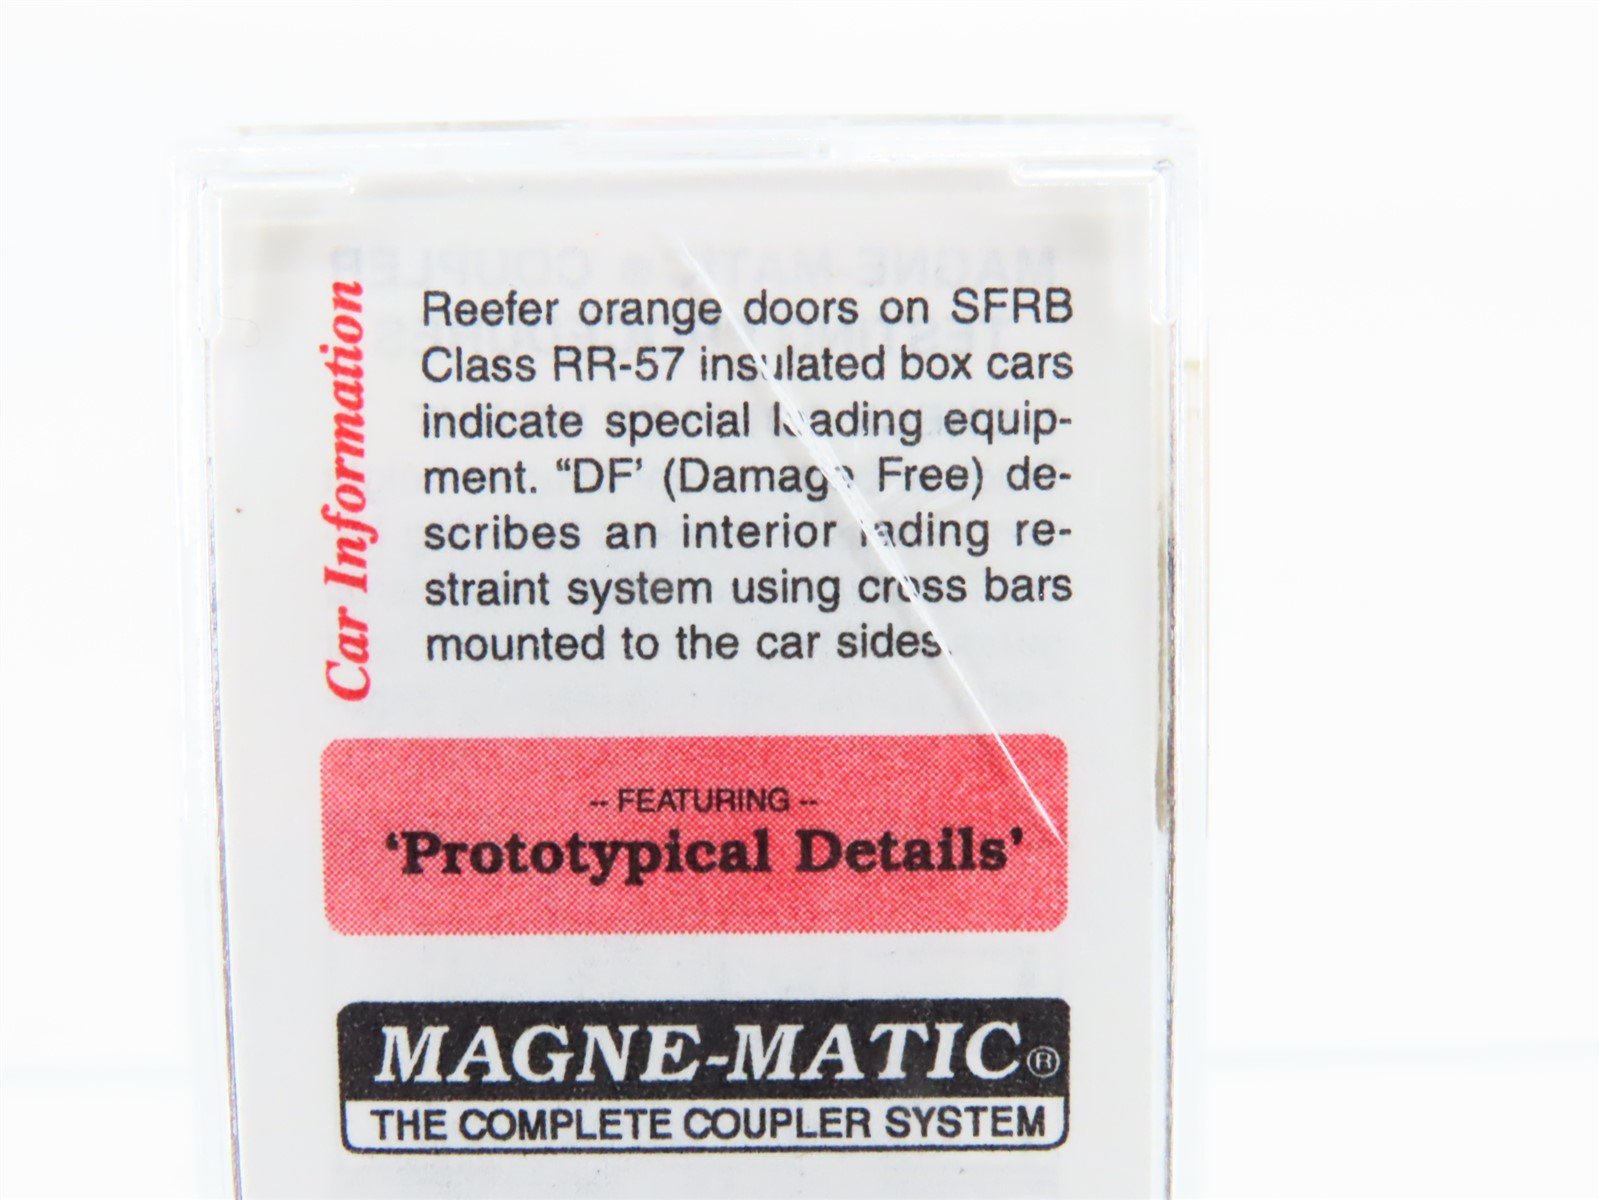 Car Information
Reefer orange doors on SFRB
Class RR-57 insulated box cars
indicate special loading equip-
ment. “DF’ (Damage Free) de-
scribes an interior lading re-
straint system using cross bars
mounted to the car sides.
-- FEATURING --
‘Prototypical Details’
MAGNE-MATIC®
THE COMPLETE COUPLER SYSTEM